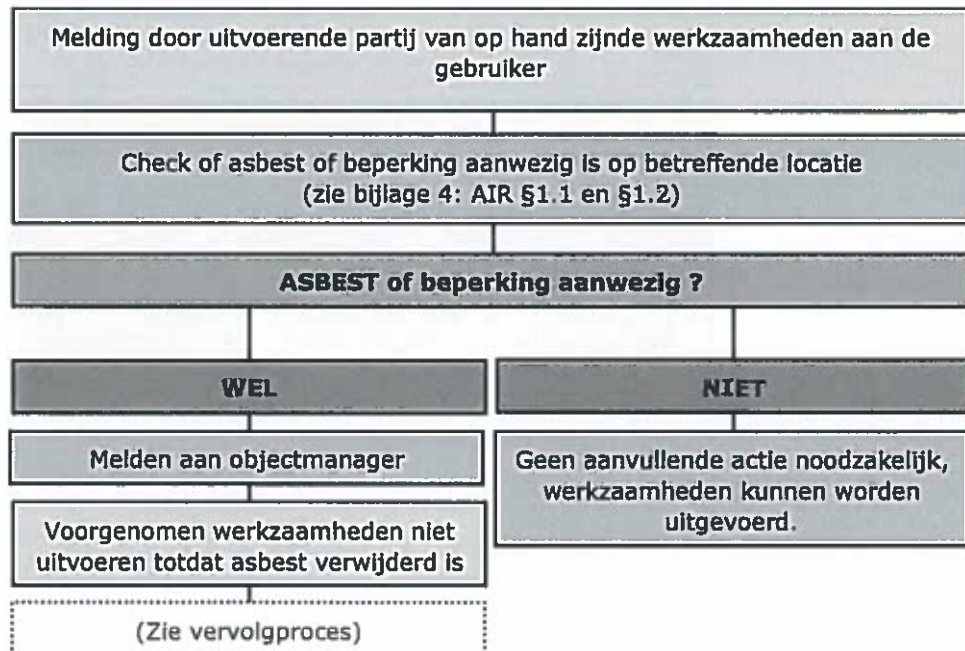 Melding door uitvoerende partij van op hand zijnde werkzaamheden aan de
gebruiker
Check of asbest of beperking aanwezig is op betreffende locatie
(zie bijlage 4: AIR §1.1 en §1.2)
ASBEST of beperking aanwezig ?
WEL
NIET
Melden aan objectmanager
Geen aanvullende actie noodzakelijk,
werkzaamheden kunnen worden
uitgevoerd.
Voorgenomen werkzaamheden niet
uitvoeren totdat asbest verwijderd is
(Zie vervolgproces)